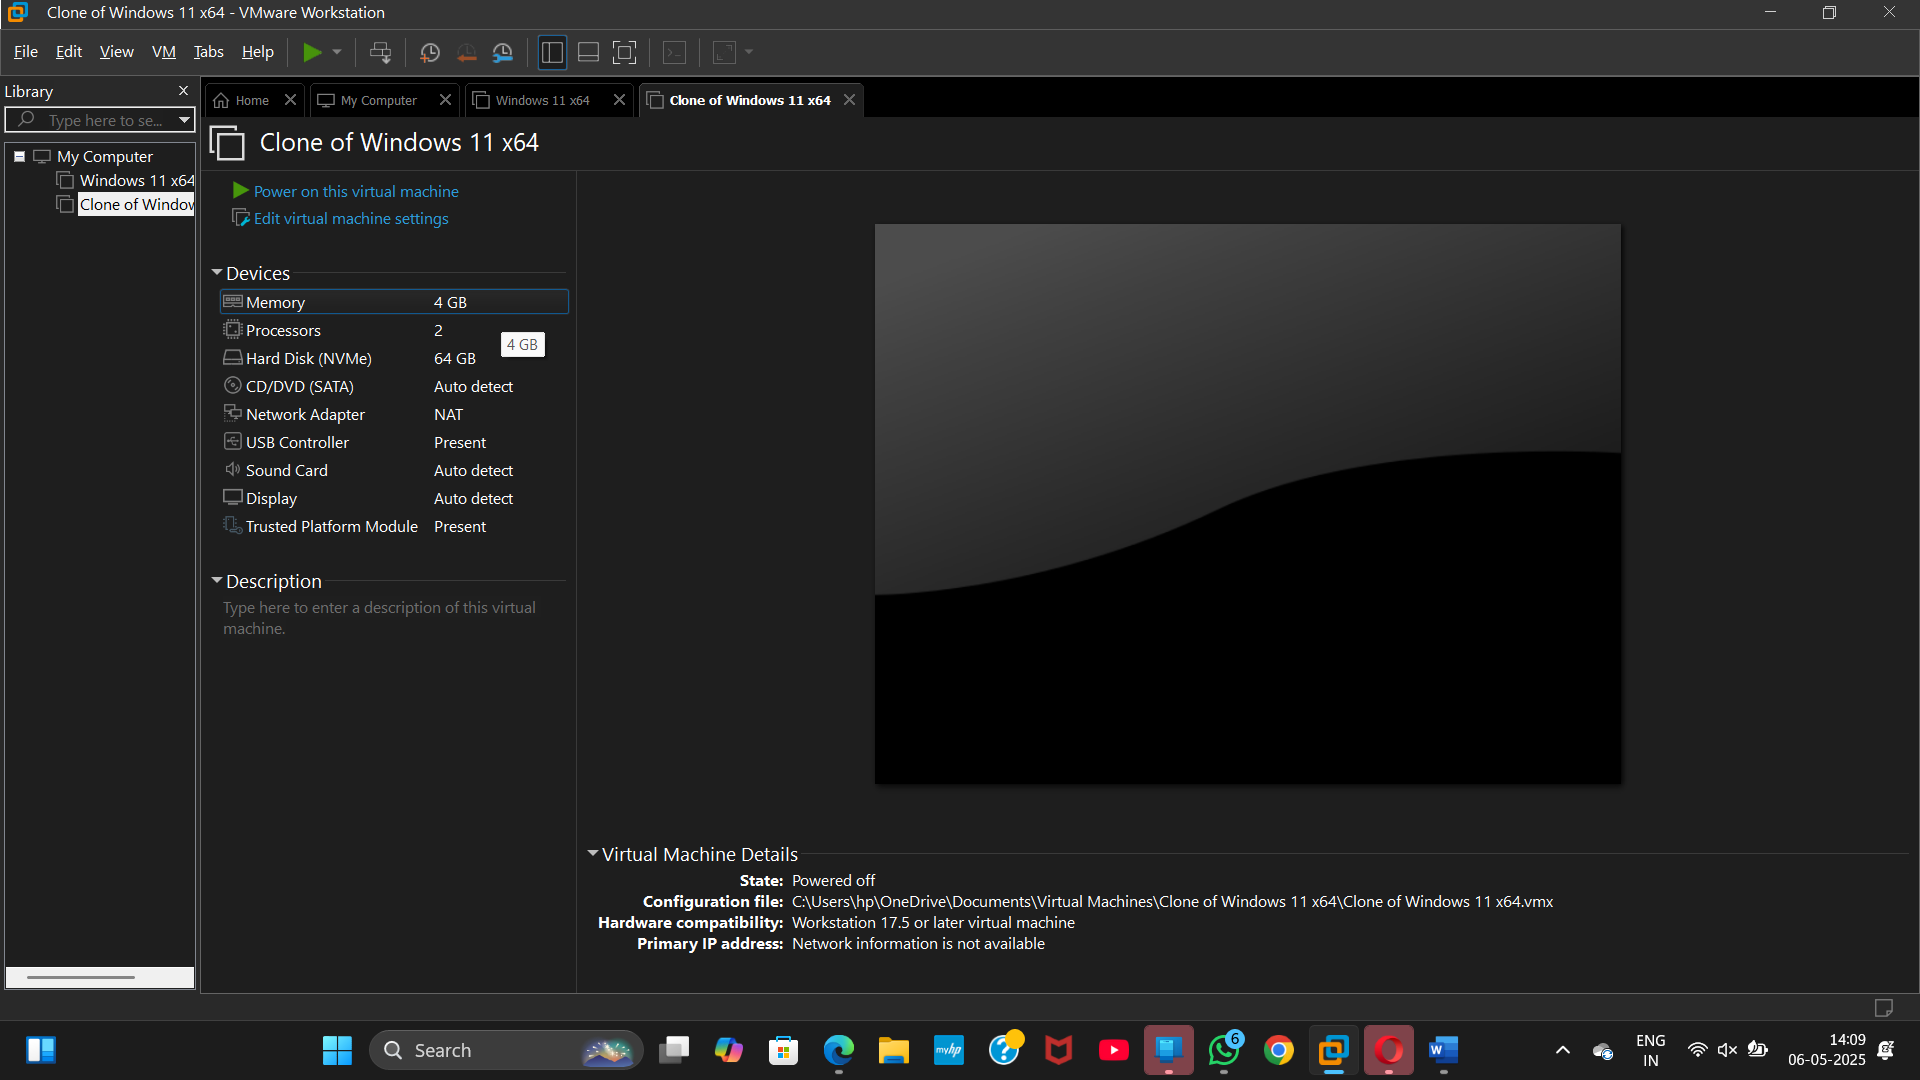 Clone of Windows 11 x64 - VMware Workstation
File Edit View VM Tabs Help
Library
Type here to se...
My Computer
Windows 11 x64
Clone of Window
Home
My Computer
Windows 11 x64
Clone of Windows 11 x64
Clone of Windows 11 x64
Power on this virtual machine
Edit virtual machine settings
Devices
Memory 4 GB
Processors 2
4 GB
Hard Disk (NVMe) 64 GB
CD/DVD (SATA) Auto detect
Network Adapter NAT
USB Controller Present
Sound Card Auto detect
Display Auto detect
Trusted Platform Module Present
Description
Type here to enter a description of this virtual
machine.
Virtual Machine Details
State: Powered off
Configuration file: C:\Users\hp\OneDrive\Documents\Virtual Machines\Clone of Windows 11 x64\Clone of Windows 11 x64.vmx
Hardware compatibility: Workstation 17.5 or later virtual machine
Primary IP address: Network information is not available
Search
myhp
6
W
ENG
IN
14:09
06-05-2025